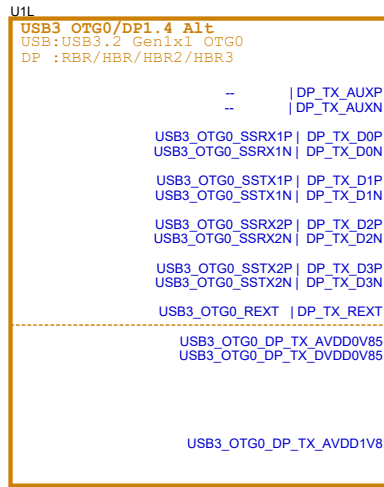 U1L
USB3 OTG0/DP1.4 Alt
USB:USB3.2 Gen1x1 OTG0
DP :RBR/HBR/HBR2/HBR3
-- | DP_TX_AUXP
-- | DP_TX_AUXN
USB3_OTG0_SSRX1P | DP_TX_D0P
USB3_OTG0_SSRX1N | DP_TX_D0N
USB3_OTG0_SSTX1P | DP_TX_D1P
USB3_OTG0_SSTX1N | DP_TX_D1N
USB3_OTG0_SSRX2P | DP_TX_D2P
USB3_OTG0_SSRX2N | DP_TX_D2N
USB3_OTG0_SSTX2P | DP_TX_D3P
USB3_OTG0_SSTX2N | DP_TX_D3N
USB3_OTG0_REXT | DP_TX_REXT
USB3_OTG0_DP_TX_AVDD0V85
USB3_OTG0_DP_TX_DVDD0V85
USB3_OTG0_DP_TX_AVDD1V8